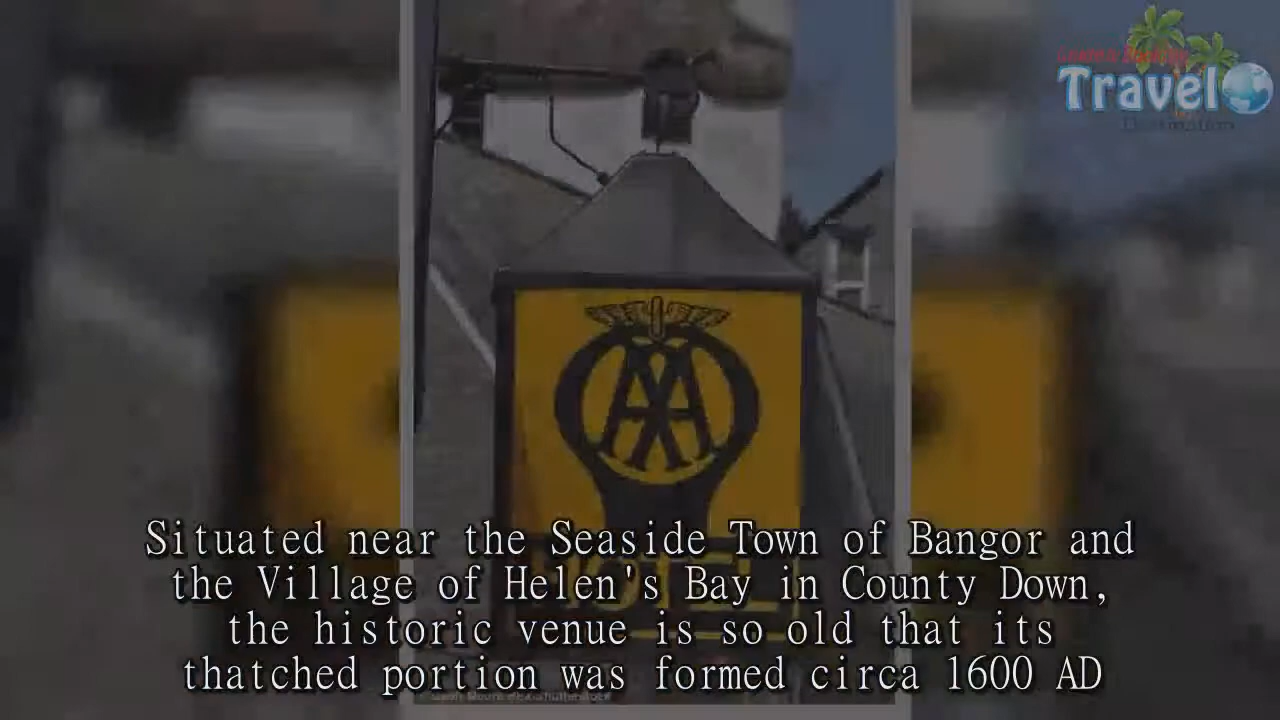 Travel
AA
HOTEL
Situated near the Seaside Town of Bangor and
the Village of Helen's Bay in County Down,
the historic venue is so old that its
thatched portion was formed circa 1600 AD